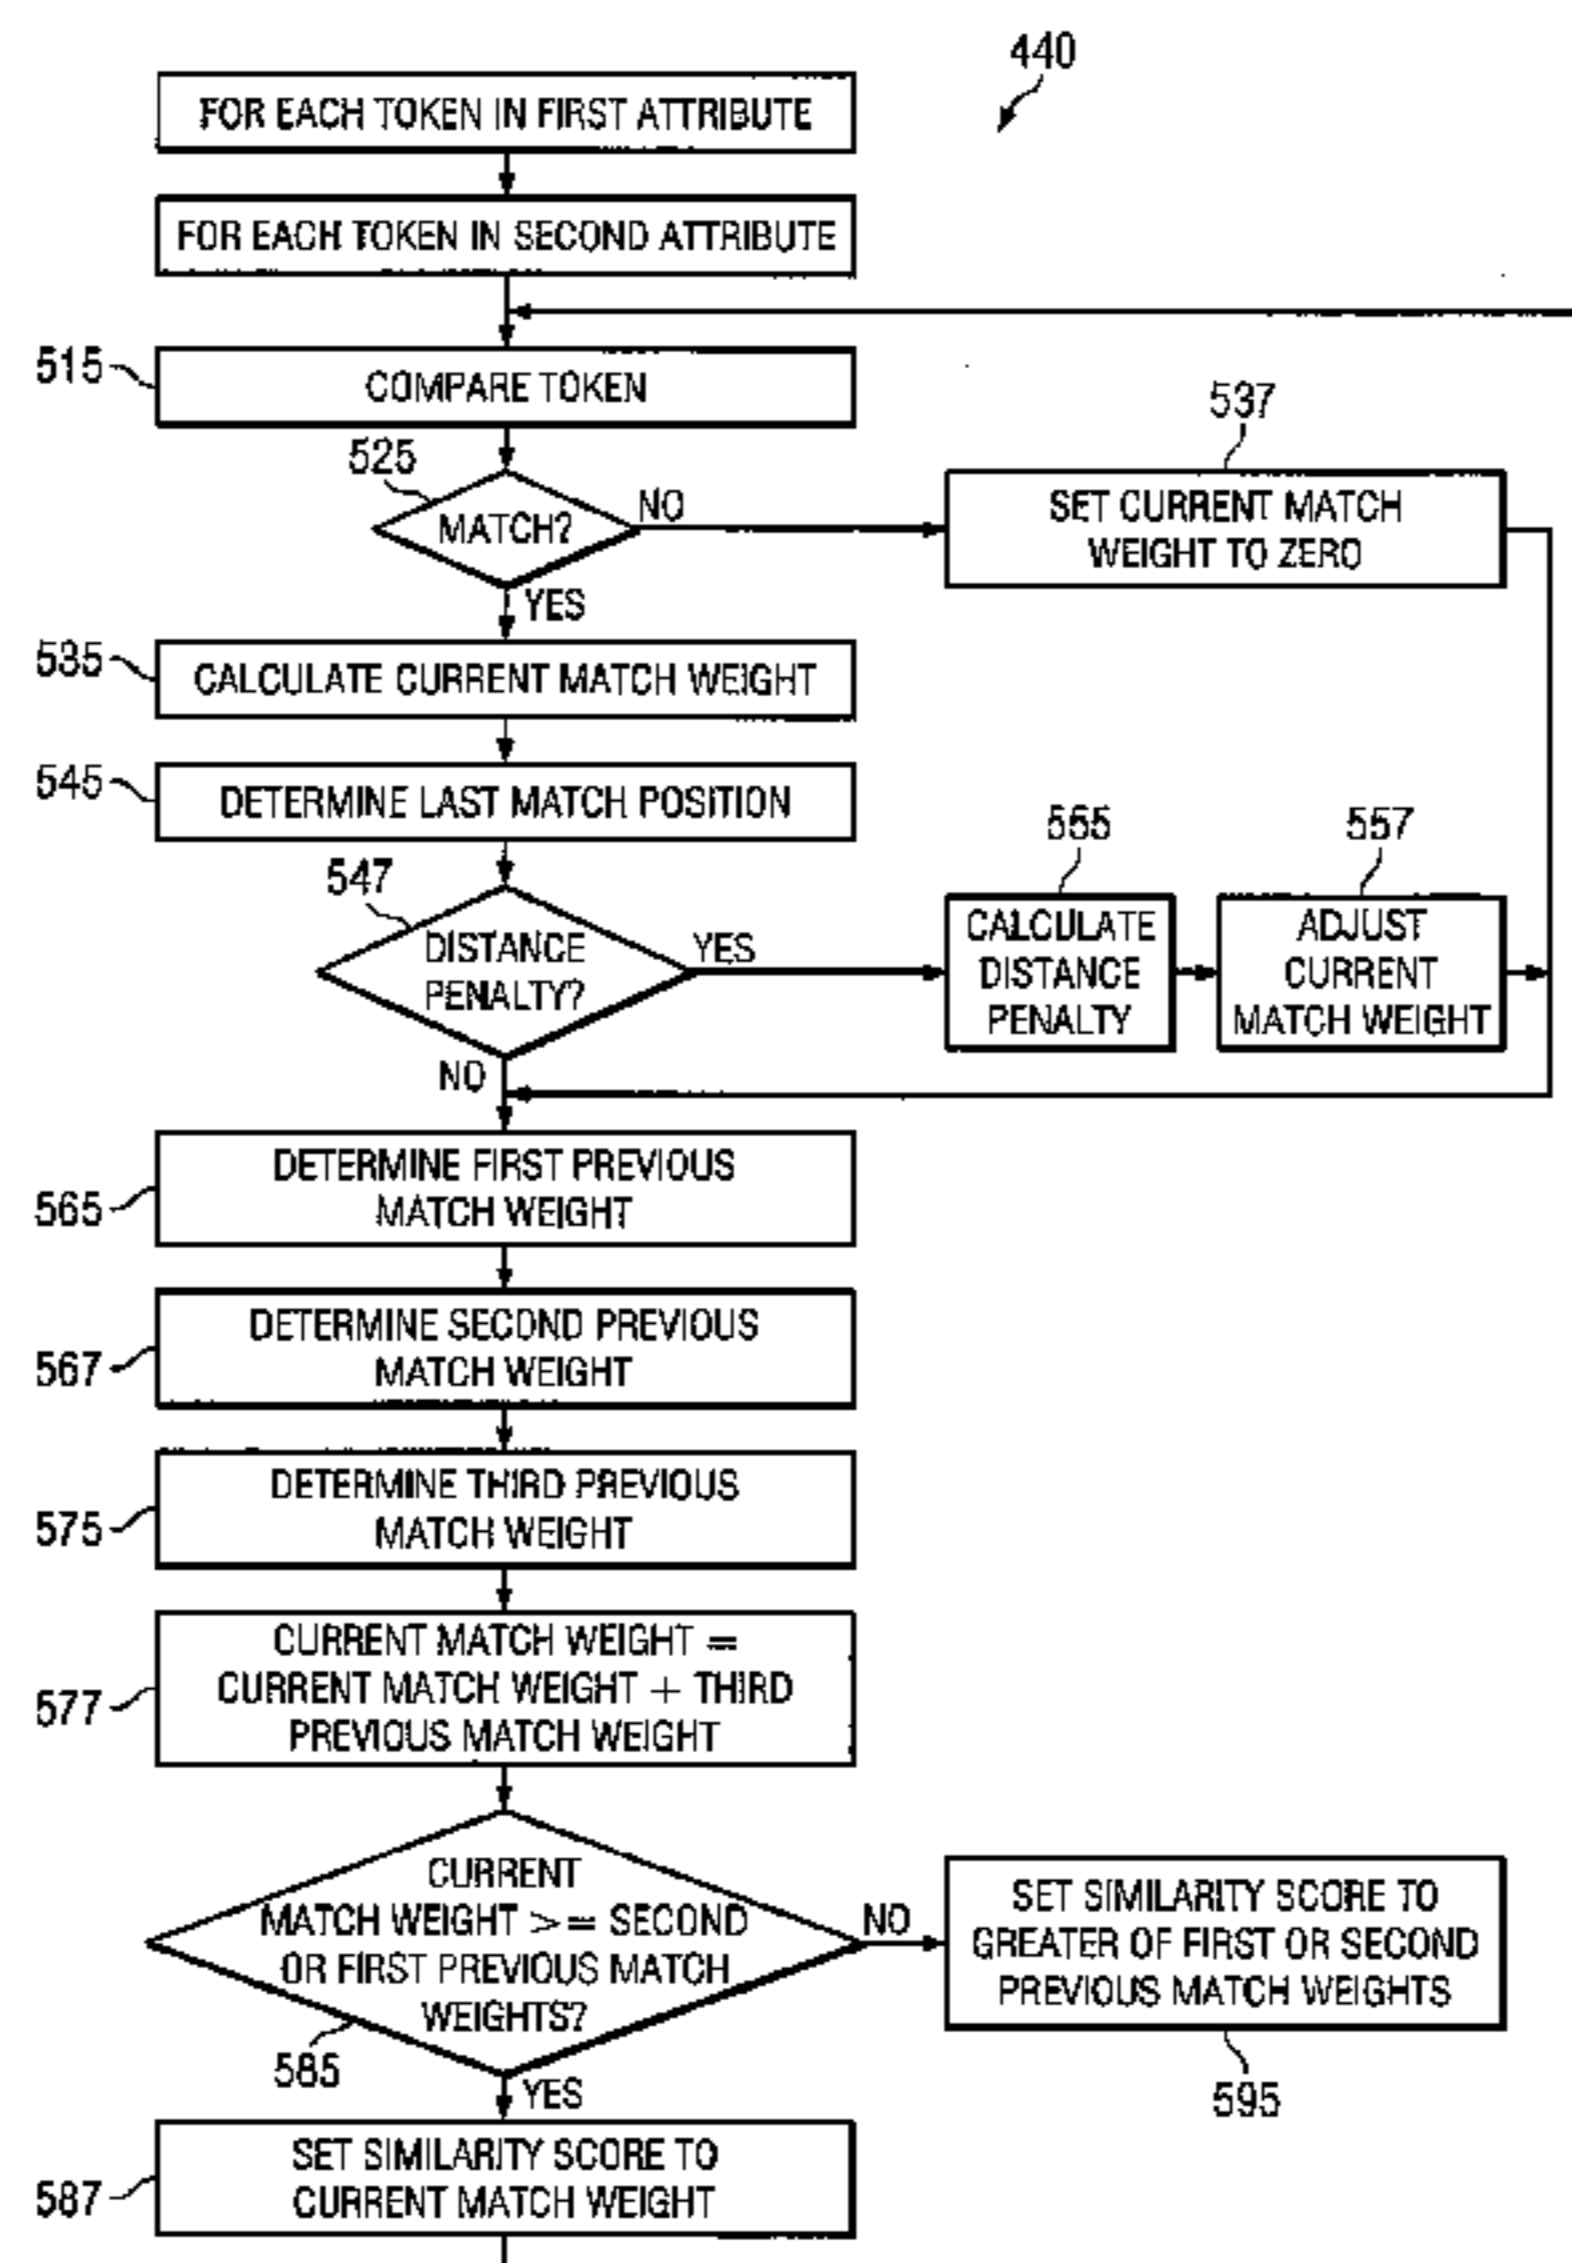 440
FOR EACH TOKEN IN FIRST ATTRIBUTE
FOR EACH TOKEN IN SECOND ATTRIBUTE
515
COMPARE TOKEN
525
MATCH?
NO
537
SET CURRENT MATCH
WEIGHT TO ZERO
YES
535
CALCULATE CURRENT MATCH WEIGHT
545
DETERMINE LAST MATCH POSITION
547
DISTANCE
PENALTY?
YES
555
CALCULATE
DISTANCE
PENALTY
557
ADJUST
CURRENT
MATCH WEIGHT
NO
565
DETERMINE FIRST PREVIOUS
MATCH WEIGHT
567
DETERMINE SECOND PREVIOUS
MATCH WEIGHT
575
DETERMINE THIRD PREVIOUS
MATCH WEIGHT
577
CURRENT MATCH WEIGHT =
CURRENT MATCH WEIGHT + THIRD
PREVIOUS MATCH WEIGHT
CURRENT
MATCH WEIGHT >= SECOND
OR FIRST PREVIOUS MATCH
WEIGHTS?
585
NO
SET SIMILARITY SCORE TO
GREATER OF FIRST OR SECOND
PREVIOUS MATCH WEIGHTS
595
YES
587
SET SIMILARITY SCORE TO
CURRENT MATCH WEIGHT